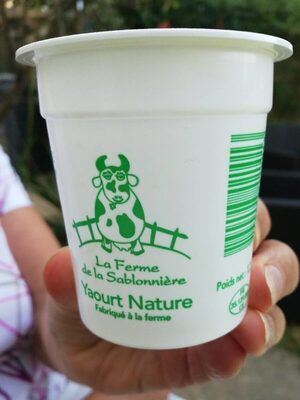 La Ferme
de la Sablonnière
Yaourt Nature
Fabriqué à la ferme
Poids net